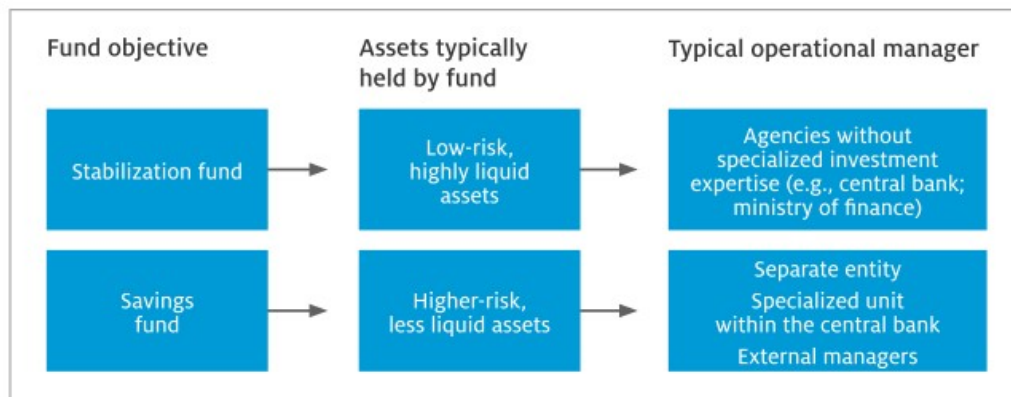 Fund objective
Assets typically
held by fund
Typical operational manager
Stabilization fund
Low-risk,
highly liquid
assets
Agencies without
specialized investment
expertise (e.g., central bank;
ministry of finance)
Savings
fund
Higher-risk,
less liquid assets
Separate entity
Specialized unit
within the central bank
External managers